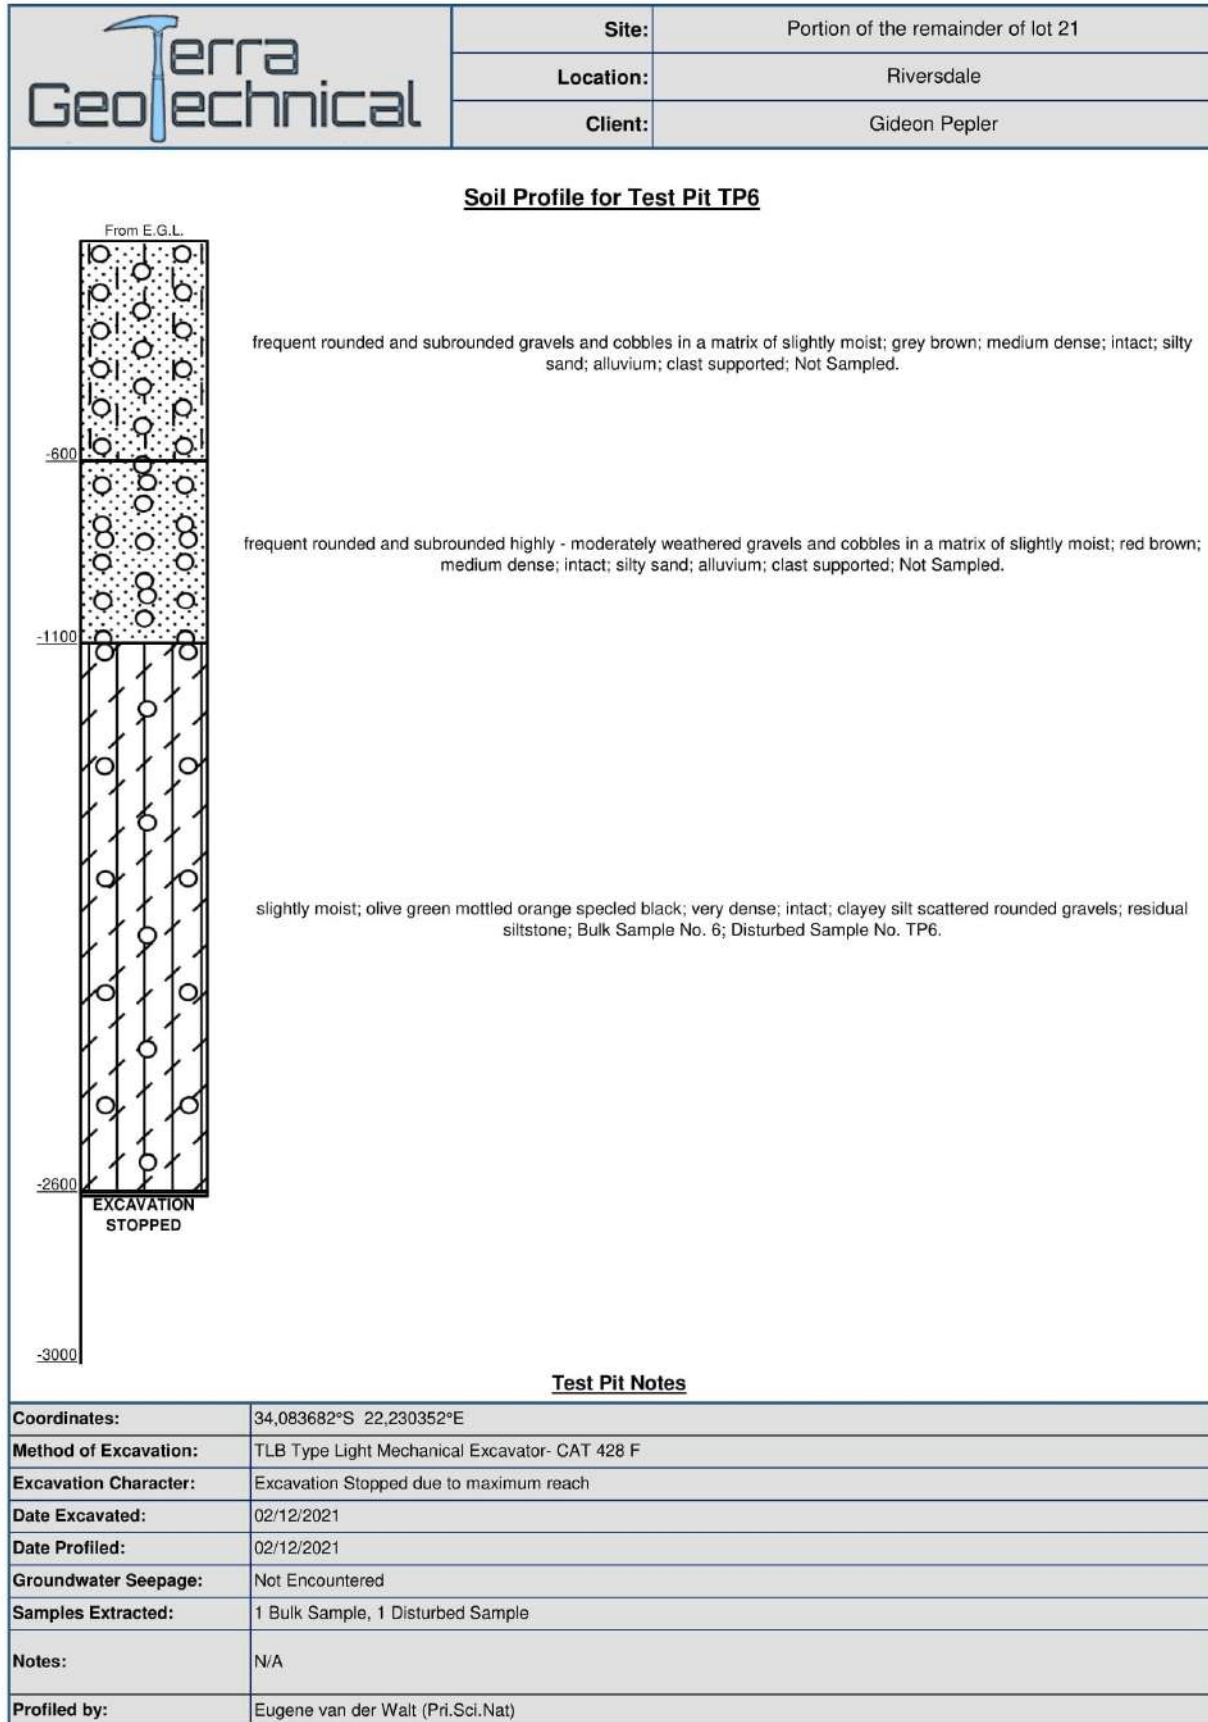 Terra
GeoTechnical
Site: Portion of the remainder of lot 21
Location: Riversdale
Client: Gideon Pepler
Soil Profile for Test Pit TP6
From E.G.L.
frequent rounded and subrounded gravels and cobbles in a matrix of slightly moist; grey brown; medium dense; intact; silty
sand; alluvium; clast supported; Not Sampled.
-600
frequent rounded and subrounded highly - moderately weathered gravels and cobbles in a matrix of slightly moist; red brown;
medium dense; intact; silty sand; alluvium; clast supported; Not Sampled.
-1100
slightly moist; olive green mottled orange specled black; very dense; intact; clayey silt scattered rounded gravels; residual
siltstone; Bulk Sample No. 6; Disturbed Sample No. TP6.
-2600
EXCAVATION
STOPPED
-3000
Test Pit Notes
Coordinates: 34,083682°S 22,230352°E
Method of Excavation: TLB Type Light Mechanical Excavator- CAT 428 F
Excavation Character: Excavation Stopped due to maximum reach
Date Excavated: 02/12/2021
Date Profiled: 02/12/2021
Groundwater Seepage: Not Encountered
Samples Extracted: 1 Bulk Sample, 1 Disturbed Sample
Notes: N/A
Profiled by: Eugene van der Walt (Pri.Sci.Nat)